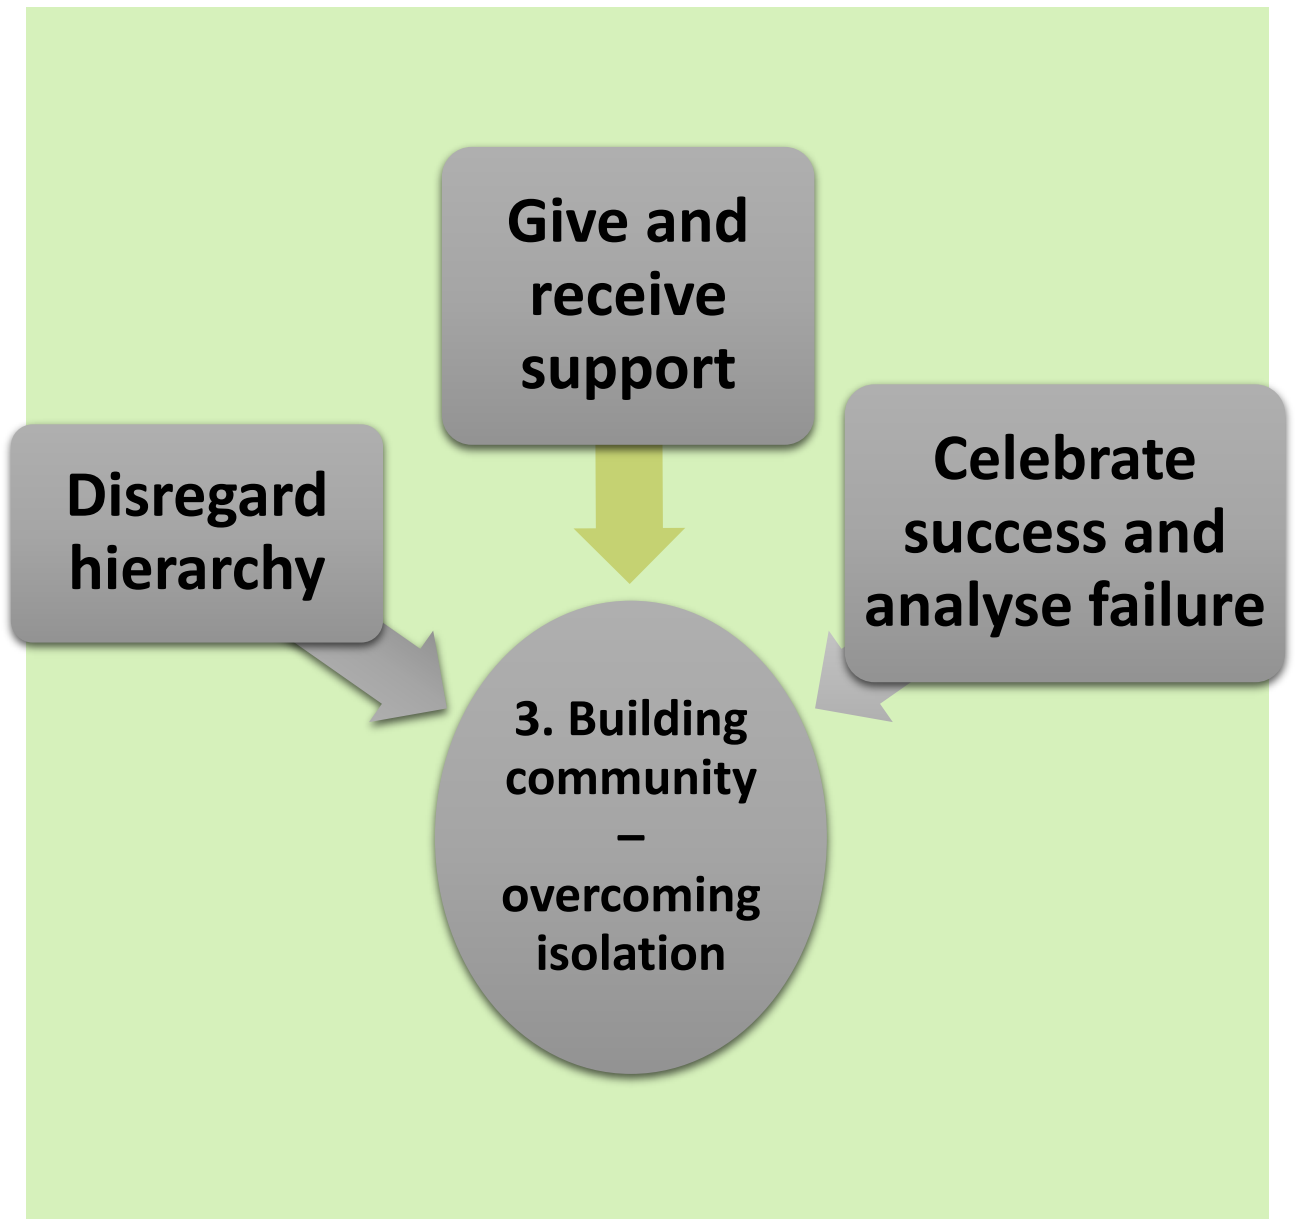 Give and
receive
support
Disregard
hierarchy
Celebrate
success and
analyse failure
3. Building
community
–
overcoming
isolation